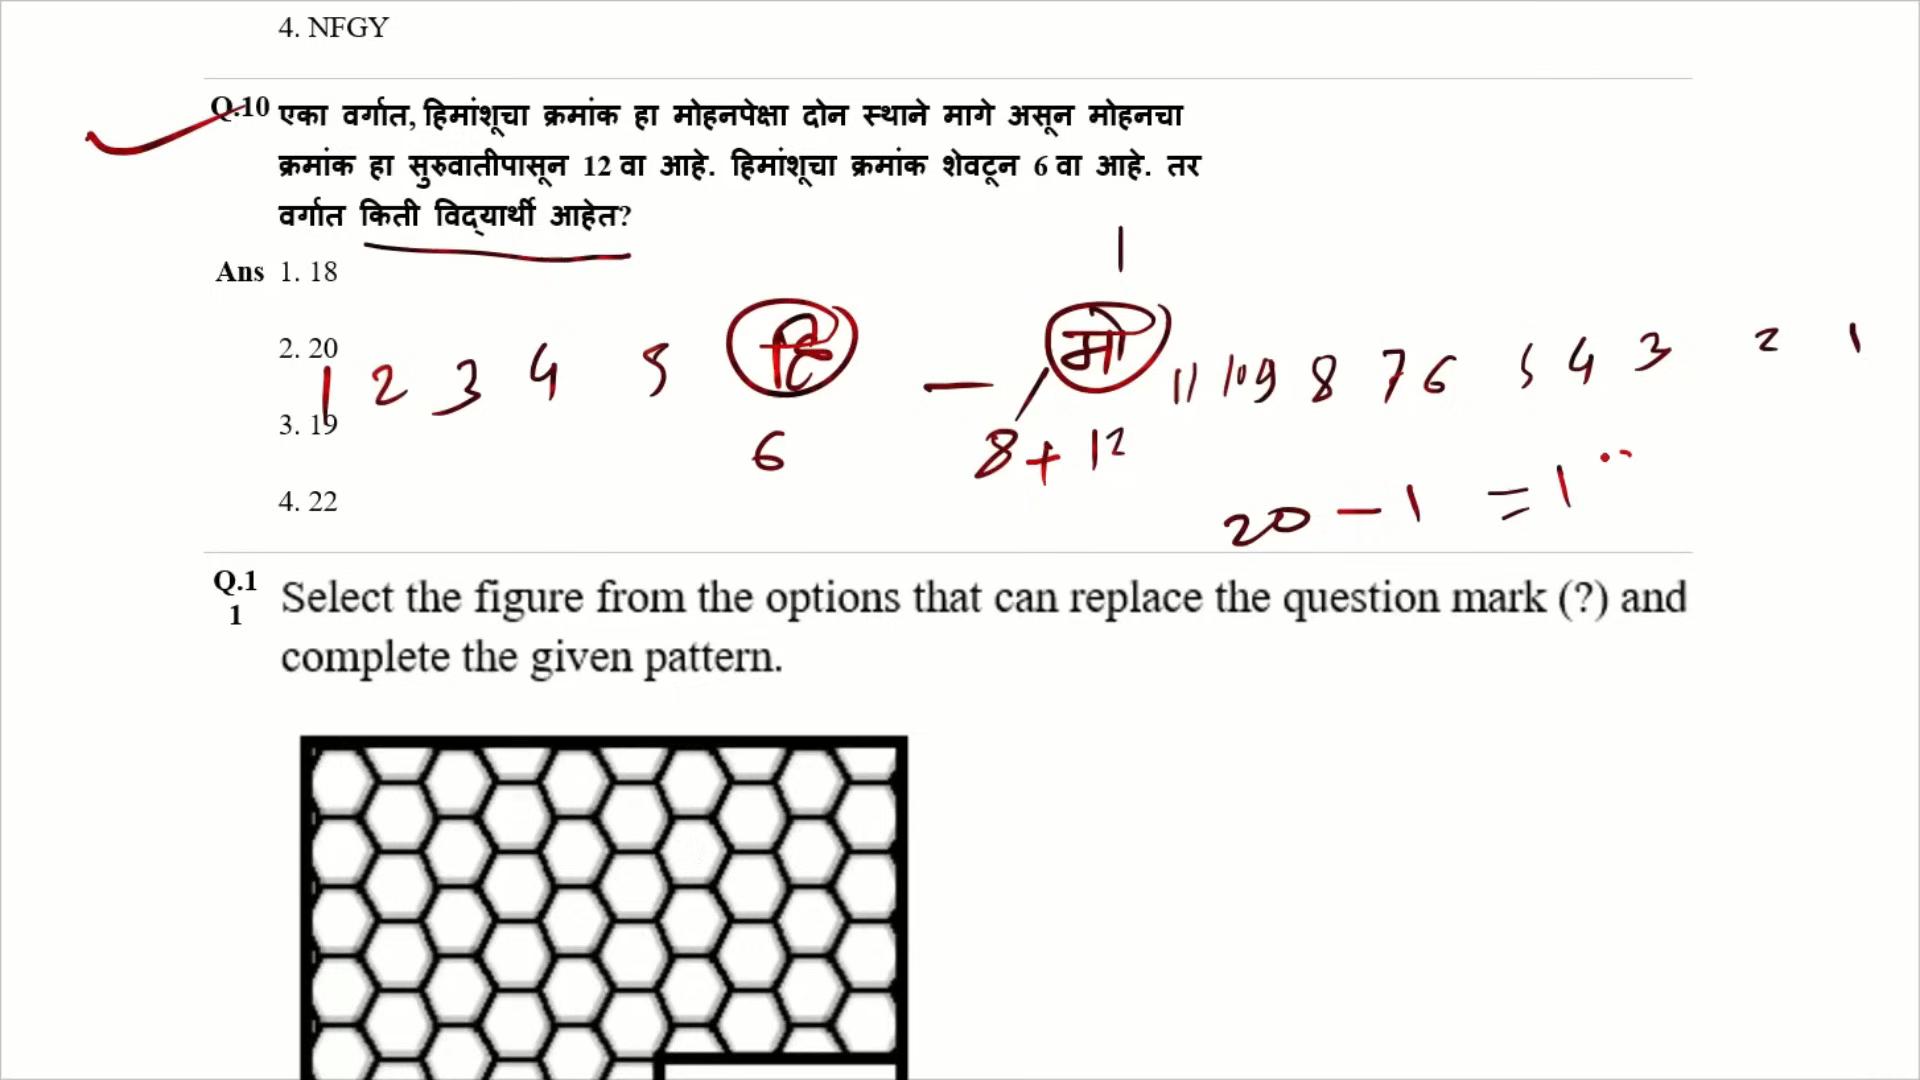 4. NFGY
Q.10 एका वर्गात, हिमांशूचा क्रमांक हा मोहनपेक्षा दोन स्थाने मागे असून मोहनचा
क्रमांक हा सुरुवातीपासून 12 वा आहे. हिमांशूचा क्रमांक शेवटून 6 वा आहे. तर
वर्गात किती विद्यार्थी आहेत?
1
Ans 1. 18
2. 20
1 2 3 4 5 हि — मो 11 10 9 8 7 6 5 4 3 2 1
3. 19
6 8 + 12
4. 22
20 - 1 = 1
Q.1
1
Select the figure from the options that can replace the question mark (?) and
complete the given pattern.